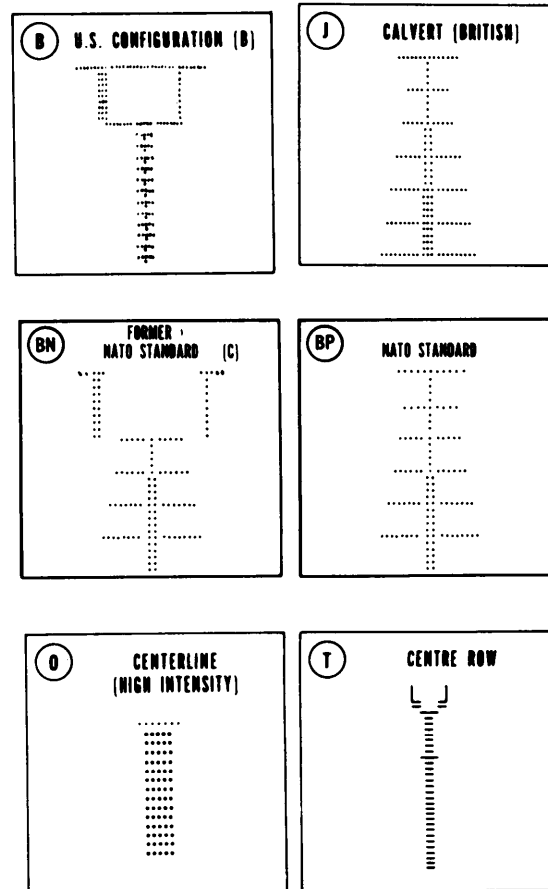 B U.S. CONFIGURATION (B)
J CALVERT (BRITISH)
BN FORMER
NATO STANDARD (C)
BP NATO STANDARD
O CENTERLINE
(HIGH INTENSITY)
T CENTRE ROW